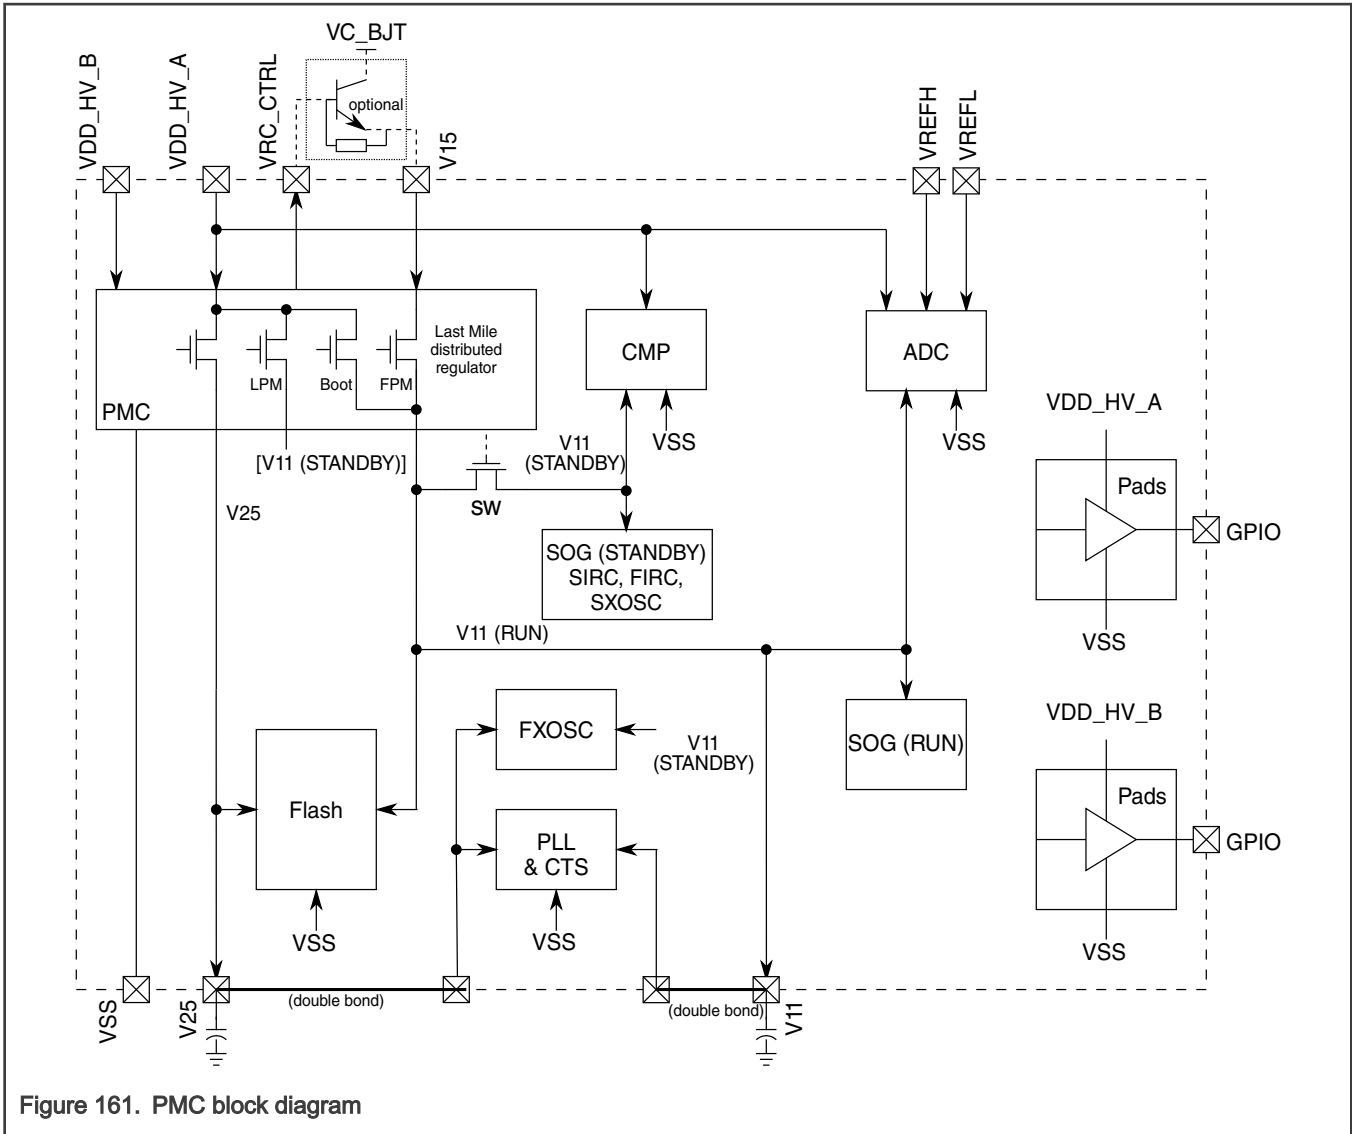 VC_BJT
VDD_HV_B
VDD_HV_A
VRC_CTRL
optional
V15
VREFH
VREFL
Last Mile
distributed
regulator
LPM
Boot
FPM
PMC
CMP
ADC
VSS
VSS
[V11 (STANDBY)]
V11
(STANDBY)
SW
V25
SOG (STANDBY)
SIRC, FIRC,
SXOSC
VDD_HV_A
Pads
GPIO
VSS
V11 (RUN)
FXOSC
V11
(STANDBY)
SOG (RUN)
VDD_HV_B
Pads
GPIO
VSS
Flash
PLL
& CTS
VSS
VSS
VSS
V25
(double bond)
(double bond)
V11
Figure 161. PMC block diagram